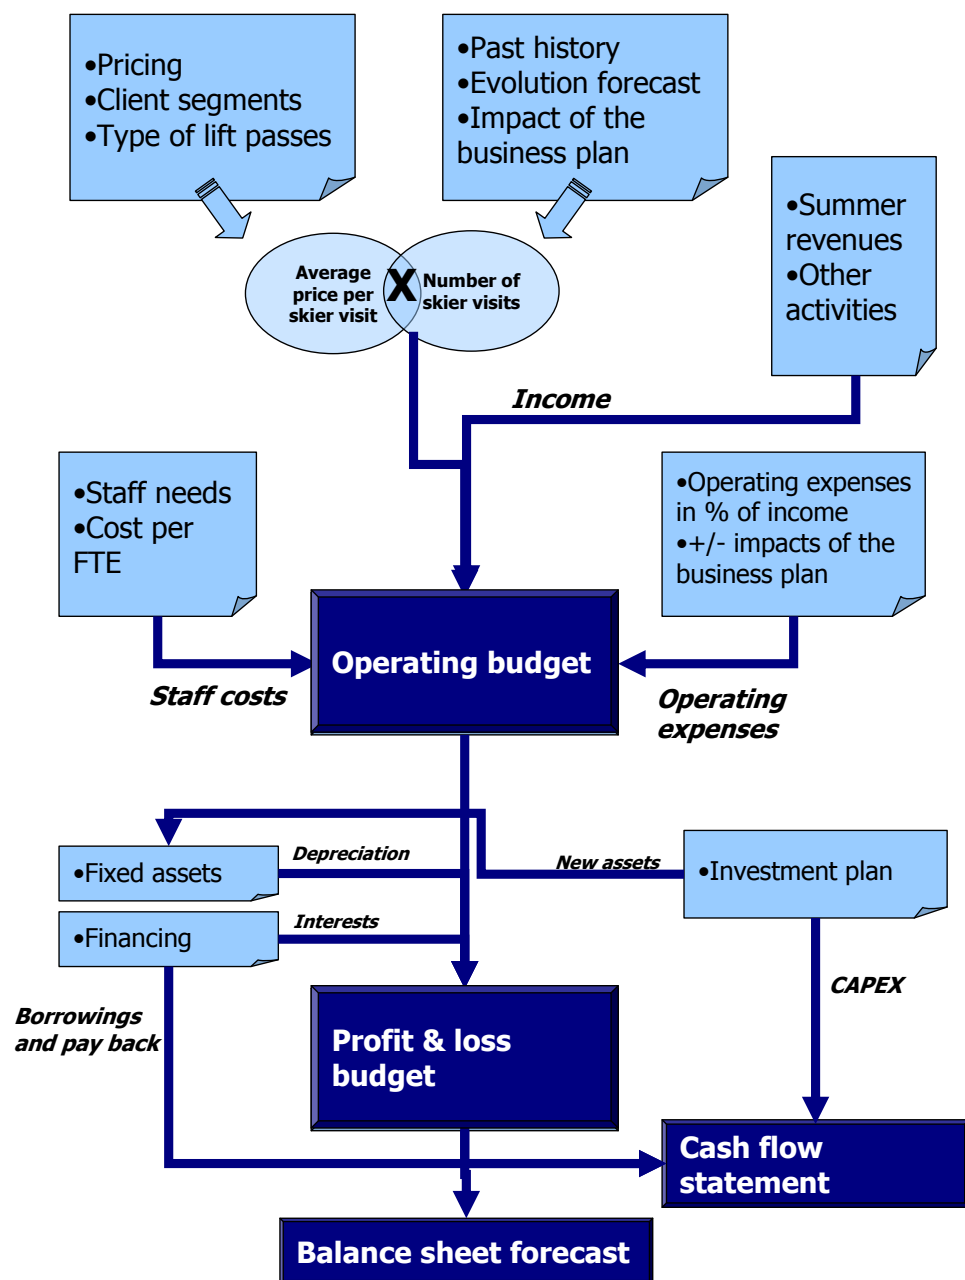 •Pricing
•Client segments
•Type of lift passes
•Past history
•Evolution forecast
•Impact of the
business plan
•Summer
revenues
•Other
activities
Average
price per
skier visit
X
Number of
skier visits
Income
•Staff needs
•Cost per
FTE
•Operating expenses
in % of income
•+/- impacts of the
business plan
Operating budget
Staff costs
Operating
expenses
•Fixed assets
Depreciation
New assets
•Investment plan
•Financing
Interests
Borrowings
and pay back
CAPEX
Profit & loss
budget
Cash flow
statement
Balance sheet forecast